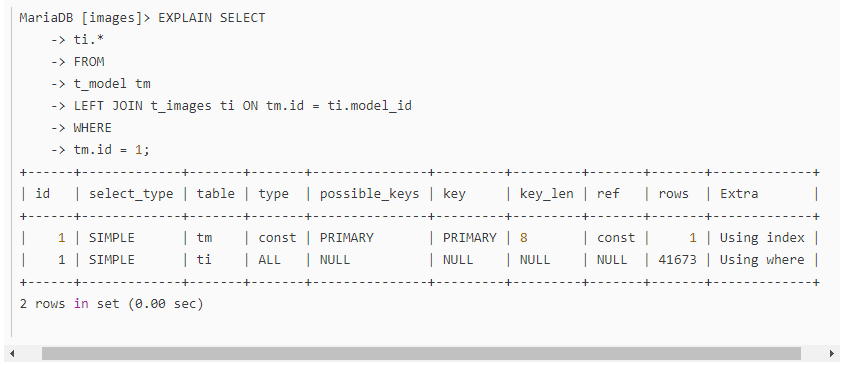 MariaDB [images]> EXPLAIN SELECT
    -> ti.*
    -> FROM
    -> t_model tm
    -> LEFT JOIN t_images ti ON tm.id = ti.model_id
    -> WHERE
    -> tm.id = 1;
+------+-------------+-------+-------+---------------+---------+---------+-------+-------+-------------+
| id   | select_type | table | type  | possible_keys | key     | key_len | ref   | rows  | Extra       |
+------+-------------+-------+-------+---------------+---------+---------+-------+-------+-------------+
|    1 | SIMPLE      | tm    | const | PRIMARY       | PRIMARY | 8       | const |     1 | Using index |
|    1 | SIMPLE      | ti    | ALL   | NULL          | NULL    | NULL    | NULL  | 41673 | Using where |
+------+-------------+-------+-------+---------------+---------+---------+-------+-------+-------------+
2 rows in set (0.00 sec)